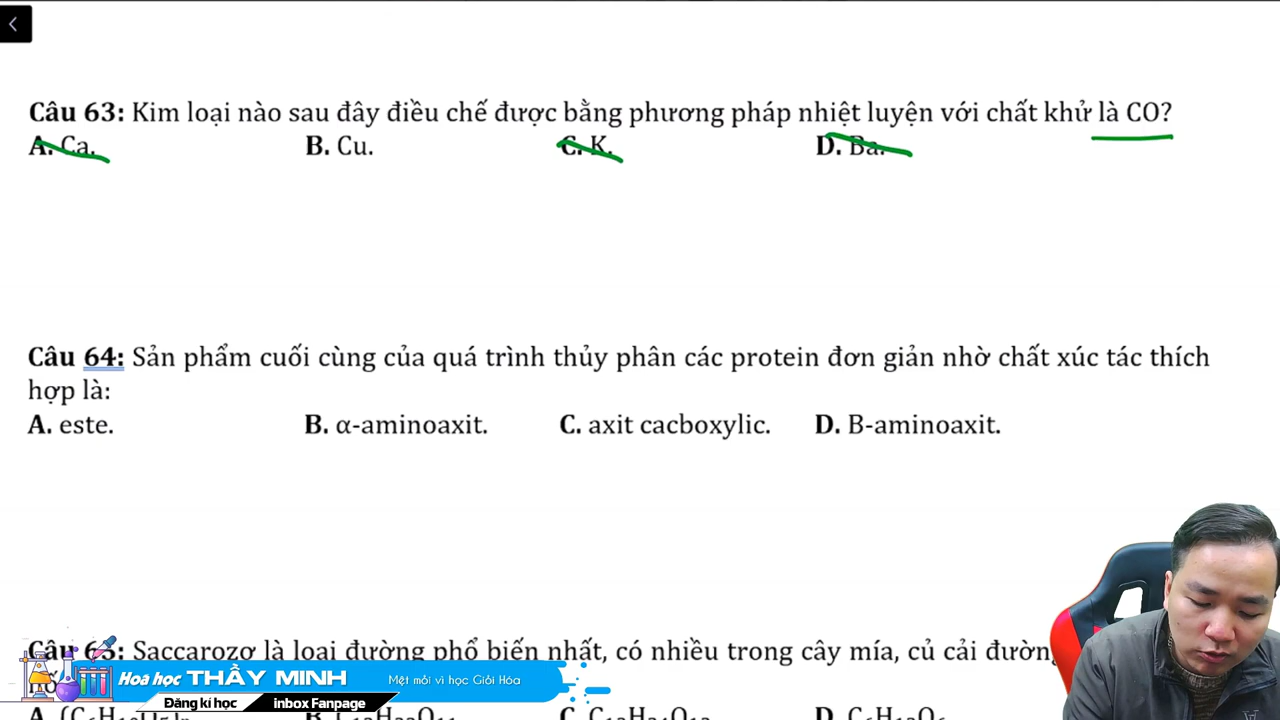 Câu 63: Kim loại nào sau đây điều chế được bằng phương pháp nhiệt luyện với chất khử là CO?
A. Ca. B. Cu. C. K. D. Ba.
Câu 64: Sản phẩm cuối cùng của quá trình thủy phân các protein đơn giản nhờ chất xúc tác thích
hợp là:
A. este. B. α-aminoaxit. C. axit cacboxylic. D. B-aminoaxit.
Câu 65: Saccarozơ là loại đường phổ biến nhất, có nhiều trong cây mía, củ cải
Hoá học THẦY MINH Mệt mỏi vì học Giỏi Hóa
Đăng kí học inbox Fanpage